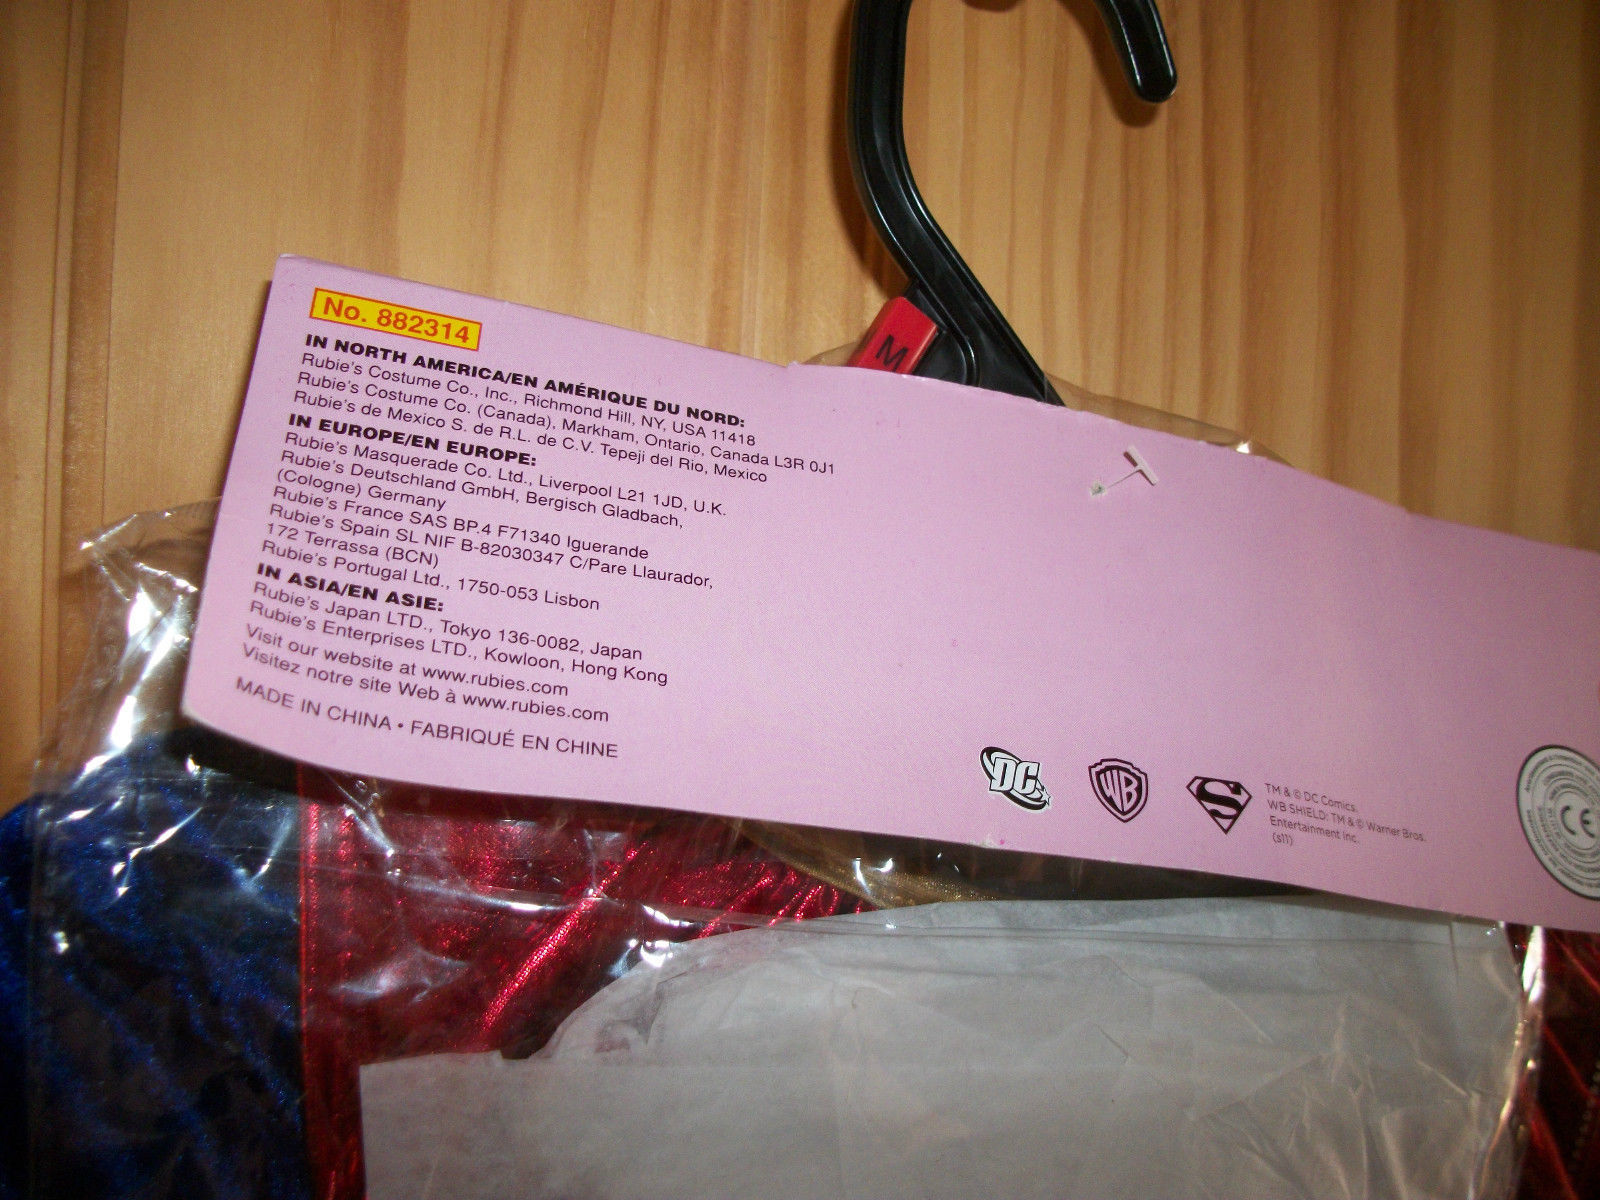 M
No. 882314
IN NORTH AMERICA/EN AMÉRIQUE DU NORD:
Rubie's Costume Co., Inc., Richmond Hill, NY, USA 11418
Rubie's Costume Co. (Canada), Markham, Ontario, Canada L3R 0J1
Rubie's de Mexico S. de R.L. de C.V. Tepeji del Rio, Mexico
IN EUROPE/EN EUROPE:
Rubie's Masquerade Co. Ltd., Liverpool L21 1JD, U.K.
Rubie's Deutschland GmbH, Bergisch Gladbach,
(Cologne) Germany
Rubie's France SAS BP.4 F71340 Iguerande
Rubie's Spain SL NIF B-82030347 C/Pare Llaurador,
172 Terrassa (BCN)
Rubie's Portugal Ltd., 1750-053 Lisbon
IN ASIA/EN ASIE:
Rubie's Japan LTD., Tokyo 136-0082, Japan
Rubie's Enterprises LTD., Kowloon, Hong Kong
Visit our website at www.rubies.com
Visitez notre site Web à www.rubies.com
MADE IN CHINA • FABRIQUÉ EN CHINE
DC
WB
S
TM & © DC Comics.
WB SHIELD: TM & © Warner Bros.
Entertainment Inc.
(s11)
CE